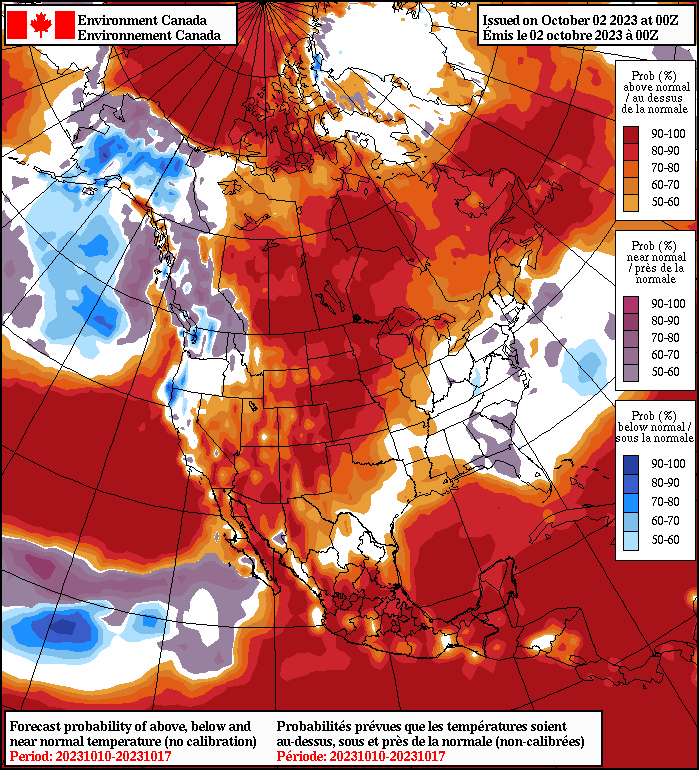 Environment Canada
Environnement Canada
Issued on October 02 2023 at 00Z
Émis le 02 octobre 2023 à 00Z
Prob (%)
above normal
/ au dessus
de la normale
90-100
80-90
70-80
60-70
50-60
Prob (%)
near normal
/ près de la
normale
90-100
80-90
70-80
60-70
50-60
Prob (%)
below normal /
sous la normale
90-100
80-90
70-80
60-70
50-60
Forecast probability of above, below and
near normal temperature (no calibration)
Period: 20231010-20231017
Probabilités prévues que les températures soient
au-dessus, sous et près de la normale (non-calibrées)
Période: 20231010-20231017